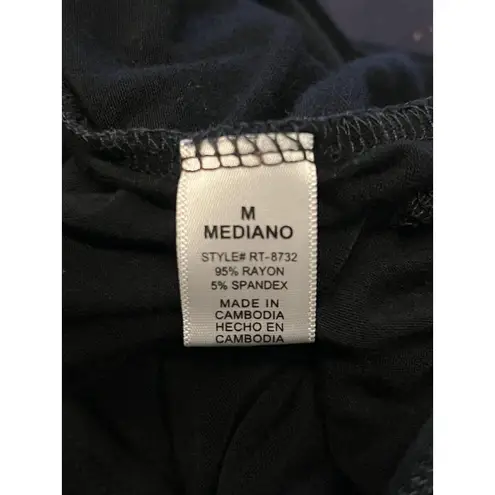 M
MEDIANO
STYLE# RT-8732
95% RAYON
5% SPANDEX
MADE IN
CAMBODIA
HECHO EN
CAMBODIA